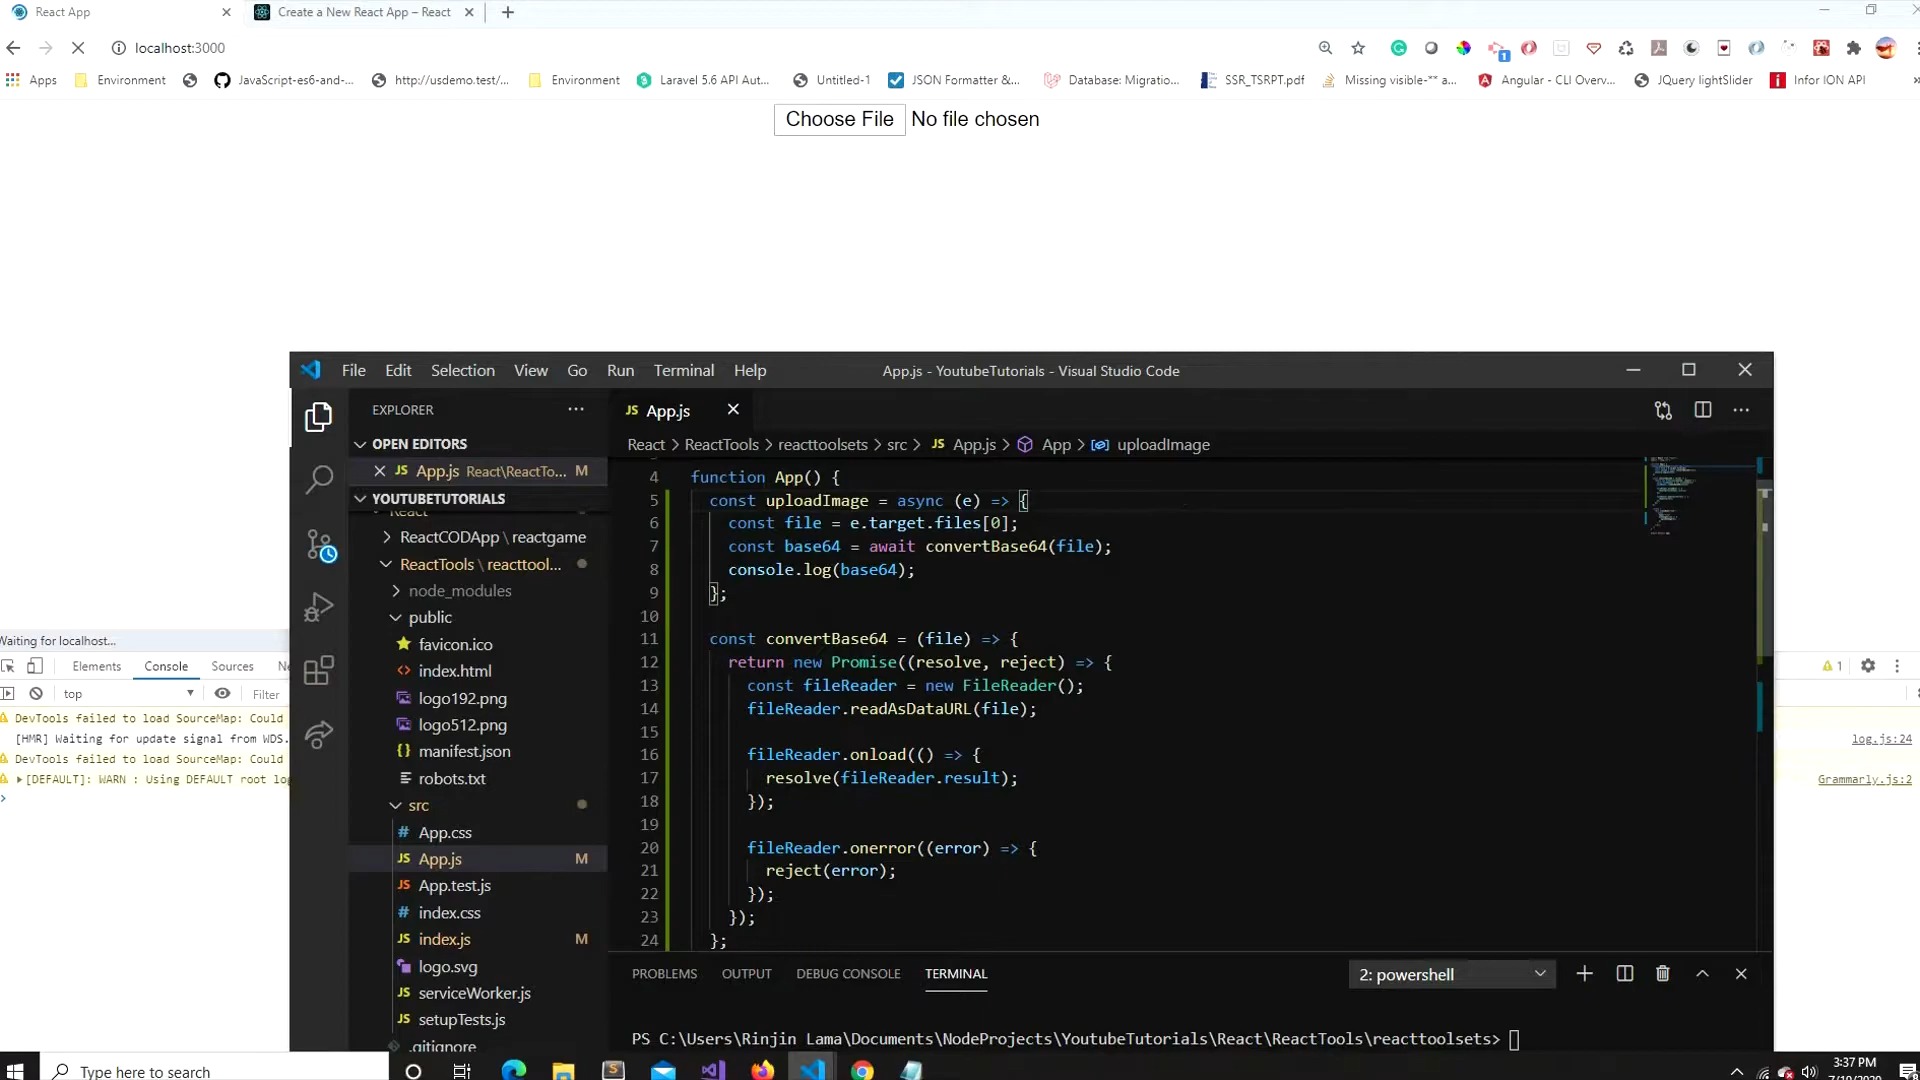 React App
Create a New React App – React
localhost:3000
Apps
Environment
JavaScript-es6-and-...
http://usdemo.test/...
Environment
Laravel 5.6 API Aut...
Untitled-1
JSON Formatter &...
Database: Migratio...
SSR_TSRPT.pdf
Missing visible-** a...
Angular - CLI Overv...
JQuery lightSlider
Infor ION API
Choose File No file chosen
File Edit Selection View Go Run Terminal Help
App.js - YoutubeTutorials - Visual Studio Code
EXPLORER
OPEN EDITORS
JS App.js React\ReactTo... M
YOUTUBETUTORIALS
React
ReactCODApp \ reactgame
ReactTools \ reacttool...
node_modules
public
favicon.ico
<> index.html
logo192.png
logo512.png
{} manifest.json
robots.txt
src
# App.css
JS App.js M
JS App.test.js
# index.css
JS index.js M
logo.svg
JS serviceWorker.js
JS setupTests.js
.gitignore
JS App.js
React > ReactTools > reacttoolsets > src > JS App.js > App > uploadImage
4 function App() {
5 const uploadImage = async (e) => {
6 const file = e.target.files[0];
7 const base64 = await convertBase64(file);
8 console.log(base64);
9 };
10
11 const convertBase64 = (file) => {
12 return new Promise((resolve, reject) => {
13 const fileReader = new FileReader();
14 fileReader.readAsDataURL(file);
15
16 fileReader.onload(() => {
17 resolve(fileReader.result);
18 });
19
20 fileReader.onerror((error) => {
21 reject(error);
22 });
23 });
24 };
PROBLEMS OUTPUT DEBUG CONSOLE TERMINAL
2: powershell
PS C:\Users\Rinjin Lama\Documents\NodeProjects\YoutubeTutorials\React\ReactTools\reacttoolsets>
Waiting for localhost...
Elements Console Sources Ne
1
top
Filter
DevTools failed to load SourceMap: Could
[HMR] Waiting for update signal from WDS.
log.js:24
DevTools failed to load SourceMap: Could
[DEFAULT]: WARN : Using DEFAULT root lo
Grammarly.js:2
Type here to search
3:37 PM